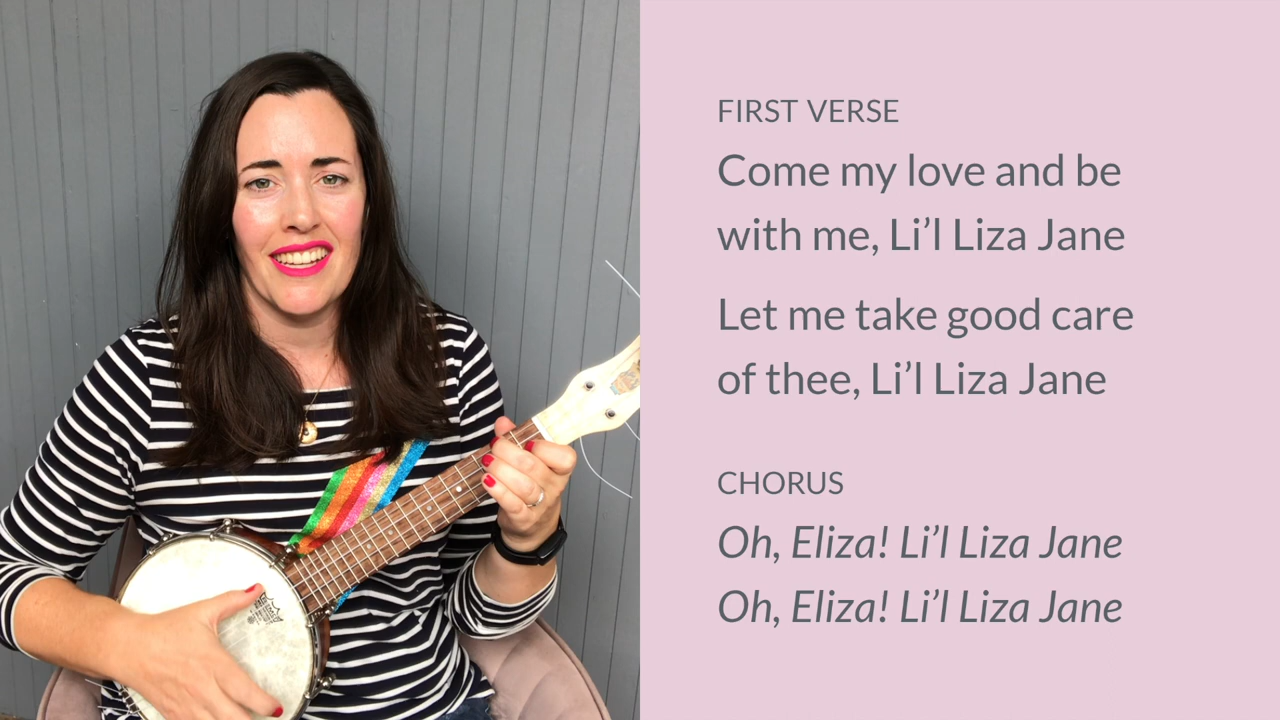 FIRST VERSE
Come my love and be
with me, Li’l Liza Jane
Let me take good care
of thee, Li’l Liza Jane
CHORUS
Oh, Eliza! Li’l Liza Jane
Oh, Eliza! Li’l Liza Jane